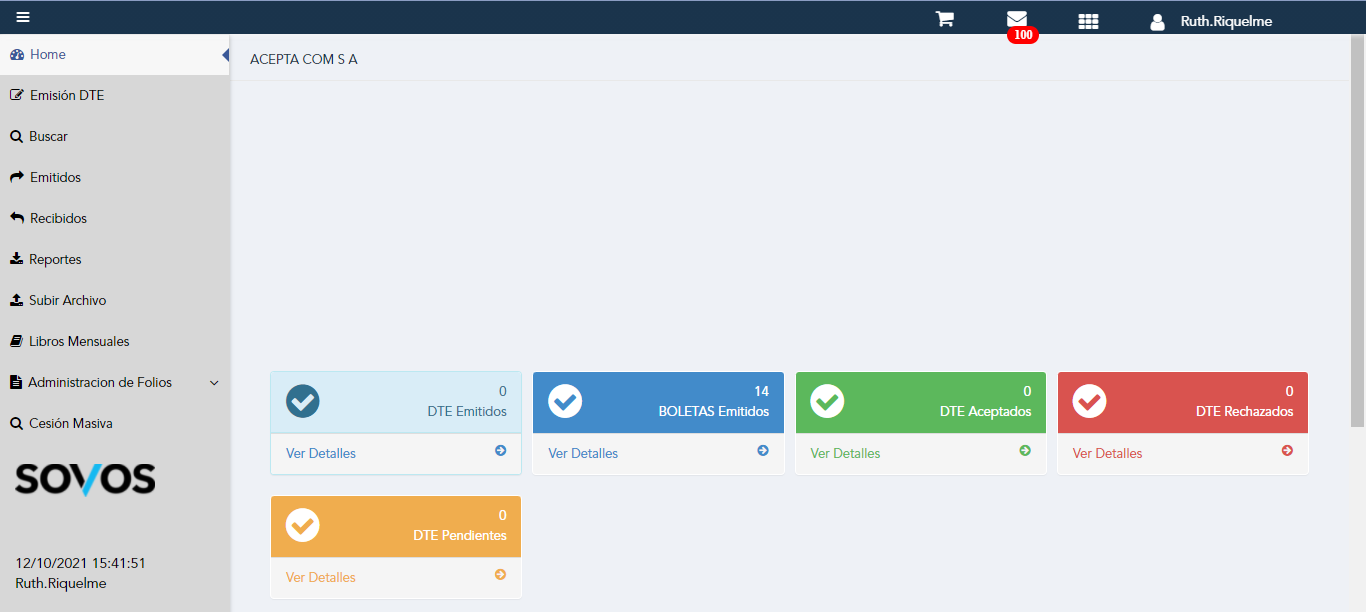 100
Ruth.Riquelme
Home
ACEPTA COM S A
Emisión DTE
Buscar
Emitidos
Recibidos
Reportes
Subir Archivo
Libros Mensuales
Administracion de Folios
Cesión Masiva
SOVOS
12/10/2021 15:41:51
Ruth.Riquelme
0
DTE Emitidos
Ver Detalles
14
BOLETAS Emitidos
Ver Detalles
0
DTE Aceptados
Ver Detalles
0
DTE Rechazados
Ver Detalles
0
DTE Pendientes
Ver Detalles